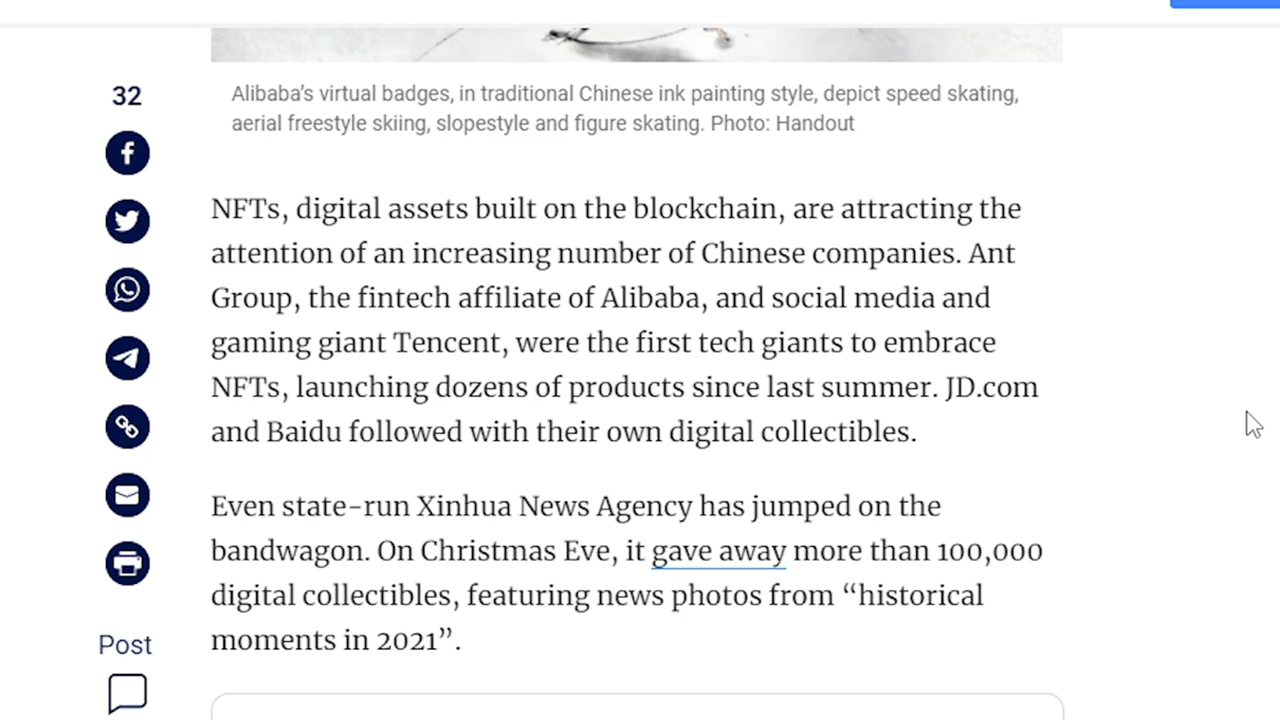 32
Alibaba’s virtual badges, in traditional Chinese ink painting style, depict speed skating,
aerial freestyle skiing, slopestyle and figure skating. Photo: Handout
NFTs, digital assets built on the blockchain, are attracting the
attention of an increasing number of Chinese companies. Ant
Group, the fintech affiliate of Alibaba, and social media and
gaming giant Tencent, were the first tech giants to embrace
NFTs, launching dozens of products since last summer. JD.com
and Baidu followed with their own digital collectibles.
Even state-run Xinhua News Agency has jumped on the
bandwagon. On Christmas Eve, it gave away more than 100,000
digital collectibles, featuring news photos from “historical
moments in 2021”.
Post